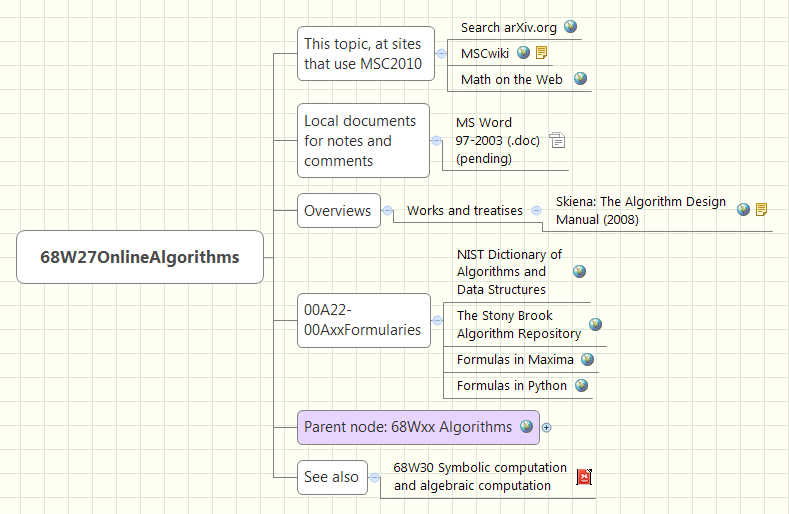 68W27OnlineAlgorithms
This topic, at sites
that use MSC2010
Search arXiv.org
MSCwiki
Math on the Web
Local documents
for notes and
comments
MS Word
97-2003 (.doc)
(pending)
Overviews
Works and treatises
Skiena: The Algorithm Design
Manual (2008)
00A22-
00AxxFormularies
NIST Dictionary of
Algorithms and
Data Structures
The Stony Brook
Algorithm Repository
Formulas in Maxima
Formulas in Python
Parent node: 68Wxx Algorithms
See also
68W30 Symbolic computation
and algebraic computation